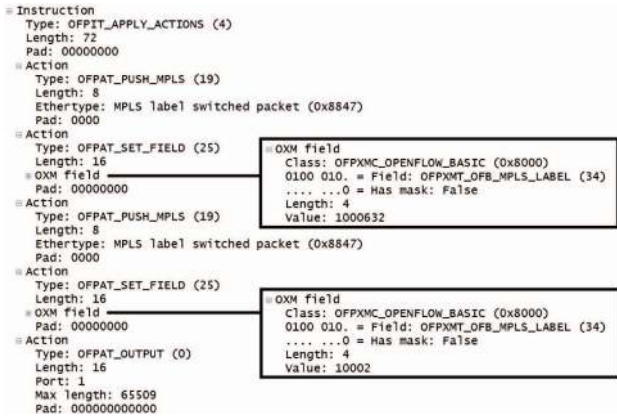 Instruction
Type: OFPIT_APPLY_ACTIONS (4)
Length: 72
Pad: 00000000
Action
Type: OFPAT_PUSH_MPLS (19)
Length: 8
Ethertype: MPLS label switched packet (0x8847)
Pad: 0000
Action
Type: OFPAT_SET_FIELD (25)
Length: 16
OXM field
Pad: 00000000
OXM field
Class: OFPXMC_OPENFLOW_BASIC (0x8000)
0100 010. = Field: OFPXMT_OFB_MPLS_LABEL (34)
.... ...0 = Has mask: False
Length: 4
Value: 1000632
Action
Type: OFPAT_PUSH_MPLS (19)
Length: 8
Ethertype: MPLS label switched packet (0x8847)
Pad: 0000
Action
Type: OFPAT_SET_FIELD (25)
Length: 16
OXM field
Pad: 00000000
OXM field
Class: OFPXMC_OPENFLOW_BASIC (0x8000)
0100 010. = Field: OFPXMT_OFB_MPLS_LABEL (34)
.... ...0 = Has mask: False
Length: 4
Value: 10002
Action
Type: OFPAT_OUTPUT (0)
Length: 16
Port: 1
Max length: 65509
Pad: 000000000000